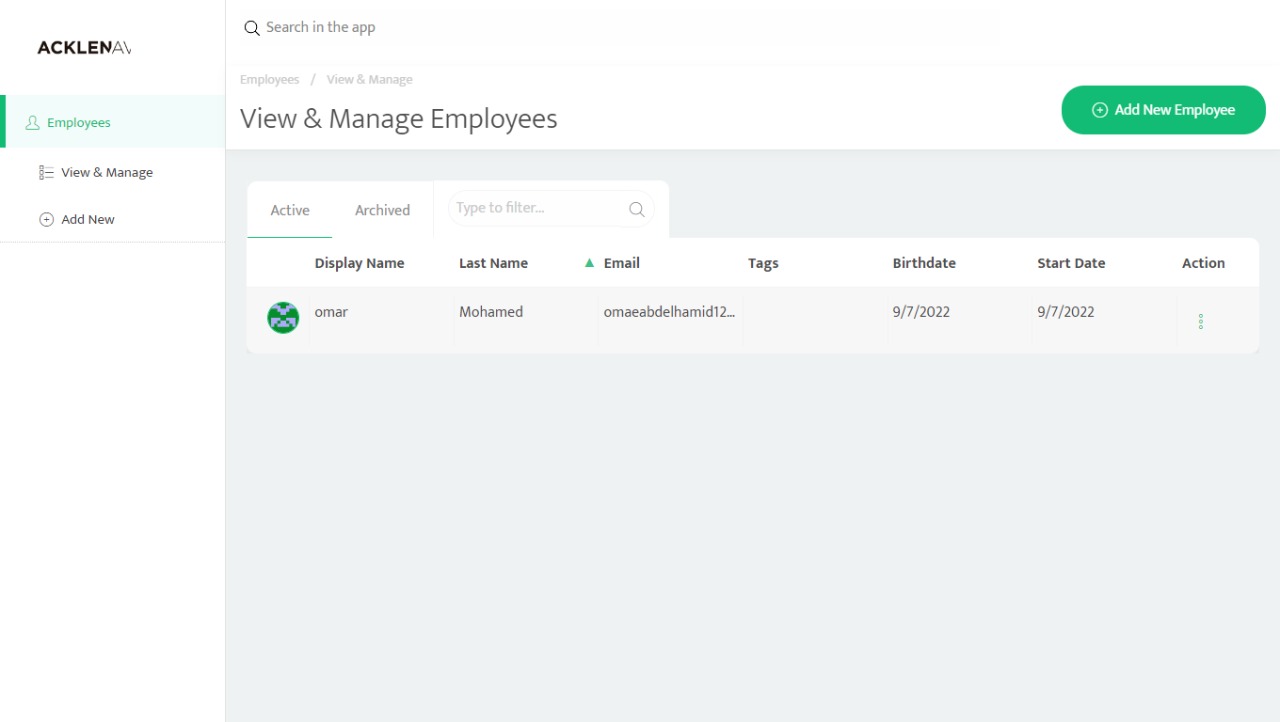 ACKLENAV
Search in the app
Employees / View & Manage
View & Manage Employees
Add New Employee
Employees
View & Manage
Add New
Active Archived Type to filter...
Display Name Last Name ▲ Email Tags Birthdate Start Date Action
omar Mohamed omaeabdelhamid12... 9/7/2022 9/7/2022